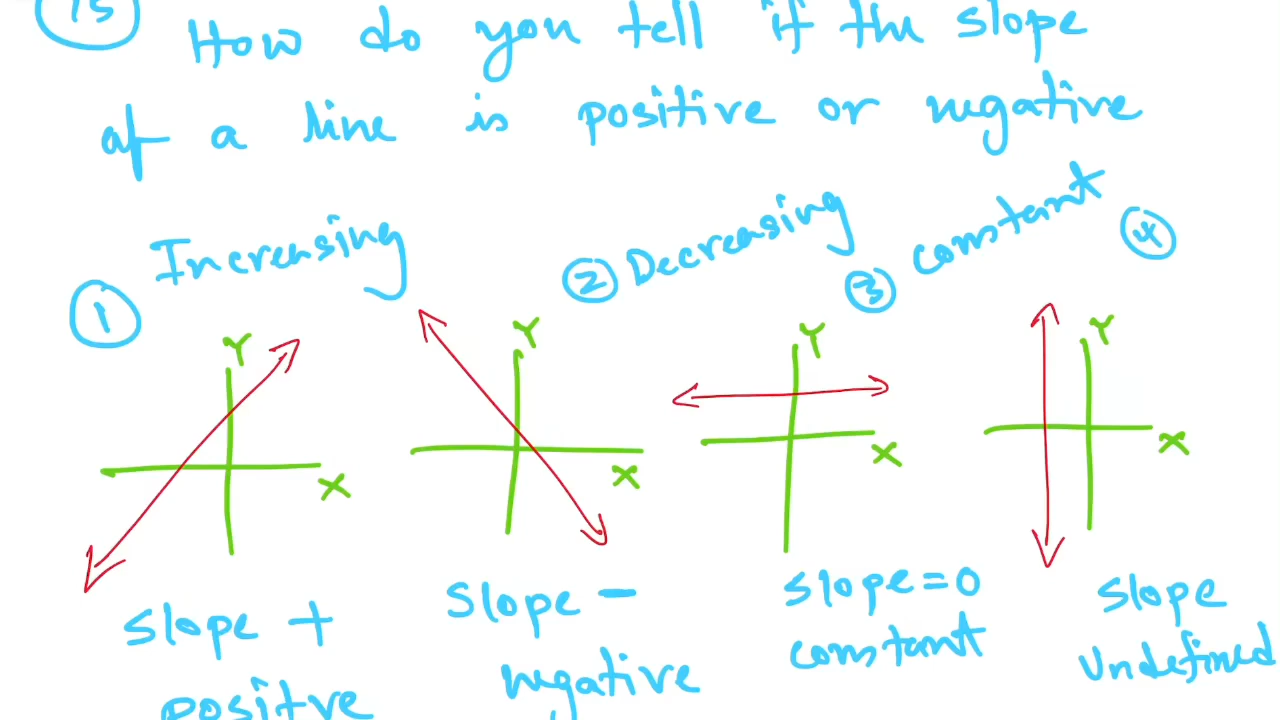 15
How do you tell if the slope
of a line is positive or negative
1 Increasing
2 Decreasing
3 constant
4
Y
X
Y
X
Y
X
Y
X
slope +
positive
slope -
negative
slope = 0
constant
slope
undefined